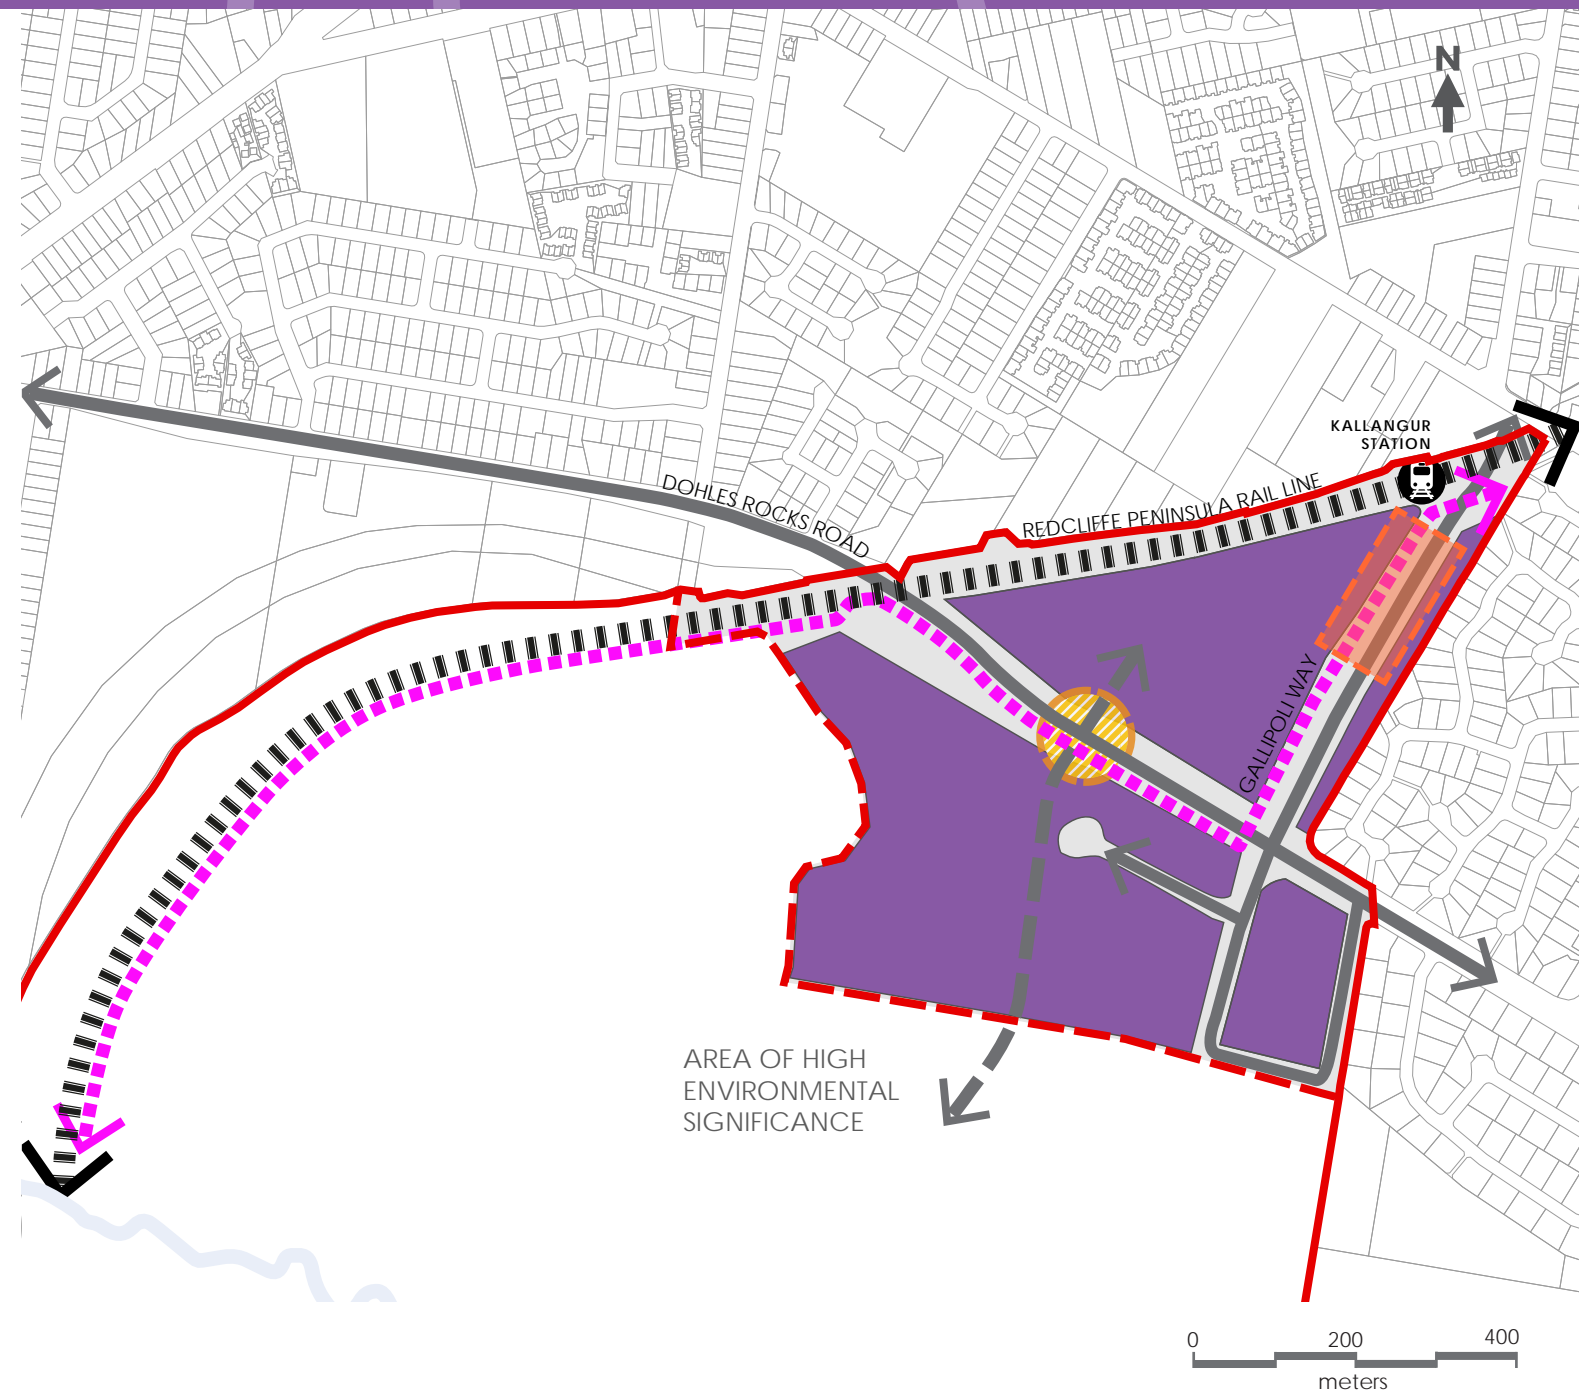 N
KALLANGUR
STATION
DOHLES ROCKS ROAD
REDCLIFFE PENINSULA RAIL LINE
GALLIPOLI WAY
AREA OF HIGH
ENVIRONMENTAL
SIGNIFICANCE
0 200 400
meters